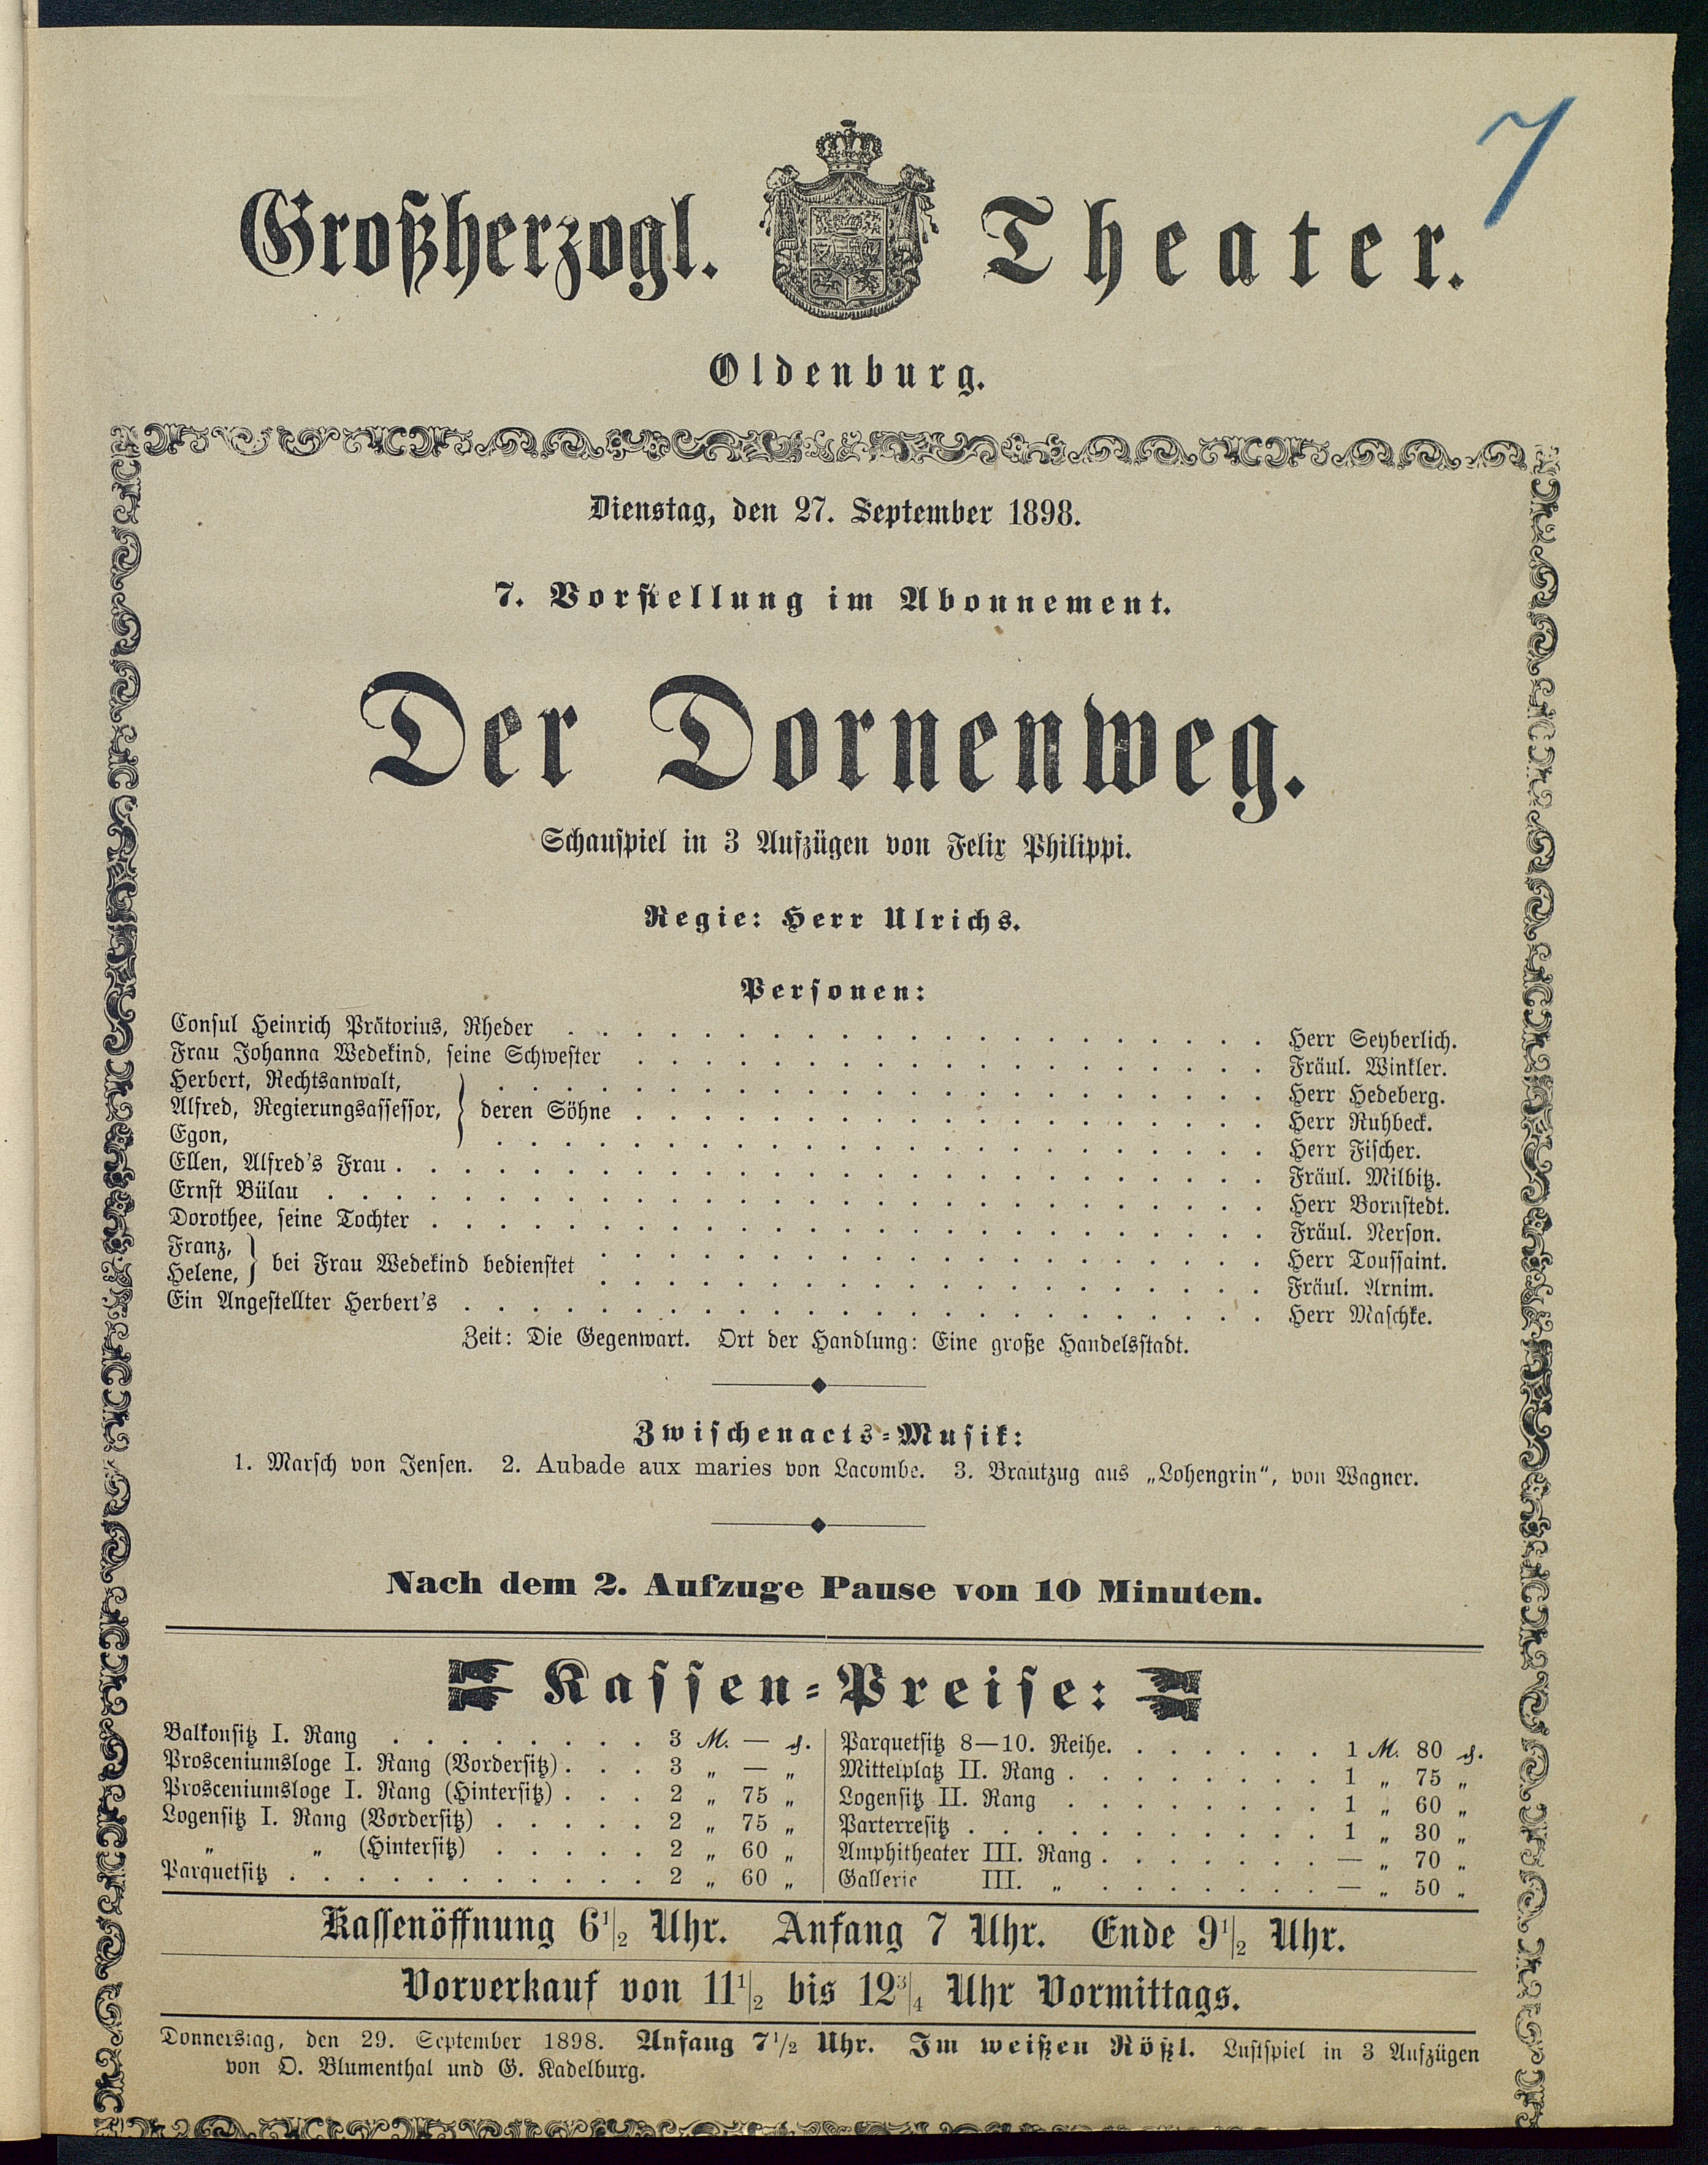 7
Großherzogl. Theater.
Oldenburg.
Dienstag, den 27. September 1898.
7. Vorstellung im Abonnement.
Der Dornenweg.
Schauspiel in 3 Aufzügen von Felix Philippi.
Regie: Herr Ulrichs.
Personen:
Consul Heinrich Prätorius, Rheder . . . . . . . . . . Herr Seyberlich.
Frau Johanna Wedekind, seine Schwester . . . . . . . . . . Fräul. Winkler.
Herbert, Rechtsanwalt, . . . . . . . . . . Herr Hedeberg.
Alfred, Regierungsassessor, } deren Söhne . . . . . . . . . . Herr Ruhbeck.
Egon, . . . . . . . . . . Herr Fischer.
Ellen, Alfred's Frau . . . . . . . . . . Fräul. Milbitz.
Ernst Bülau . . . . . . . . . . Herr Bornstedt.
Dorothee, seine Tochter . . . . . . . . . . Fräul. Nerson.
Franz, } bei Frau Wedekind bedienstet . . . . . . . . . . Herr Toussaint.
Helene, . . . . . . . . . . Fräul. Arnim.
Ein Angestellter Herbert's . . . . . . . . . . Herr Maschke.
Zeit: Die Gegenwart. Ort der Handlung: Eine große Handelsstadt.
Zwischenacts-Musik:
1. Marsch von Jensen. 2. Aubade aux maries von Lacombe. 3. Brautzug aus „Lohengrin“, von Wagner.
Nach dem 2. Aufzuge Pause von 10 Minuten.
Kassen-Preise:
Balkonsitz I. Rang . . . . . . . . 3 M. — ₰.
Prosceniumsloge I. Rang (Vordersitz) . . . 3 „ — „
Prosceniumsloge I. Rang (Hintersitz) . . . 2 „ 75 „
Logensitz I. Rang (Vordersitz) . . . . . 2 „ 75 „
„ „ (Hintersitz) . . . . . 2 „ 60 „
Parquetsitz . . . . . . . . . . . 2 „ 60 „
Parquetsitz 8—10. Reihe. . . . . . . 1 M. 80 ₰.
Mittelplatz II. Rang . . . . . . . . 1 „ 75 „
Logensitz II. Rang . . . . . . . . 1 „ 60 „
Parterresitz . . . . . . . . . . . 1 „ 30 „
Amphitheater III. Rang . . . . . . . — „ 70 „
Gallerie III. „ . . . . . . . — „ 50 „
Kassenöffnung 6 1/2 Uhr. Anfang 7 Uhr. Ende 9 1/2 Uhr.
Vorverkauf von 11 1/2 bis 12 3/4 Uhr Vormittags.
Donnerstag, den 29. September 1898. Anfang 7 1/2 Uhr. Im weißen Rößl. Lustspiel in 3 Aufzügen
von O. Blumenthal und G. Kadelburg.